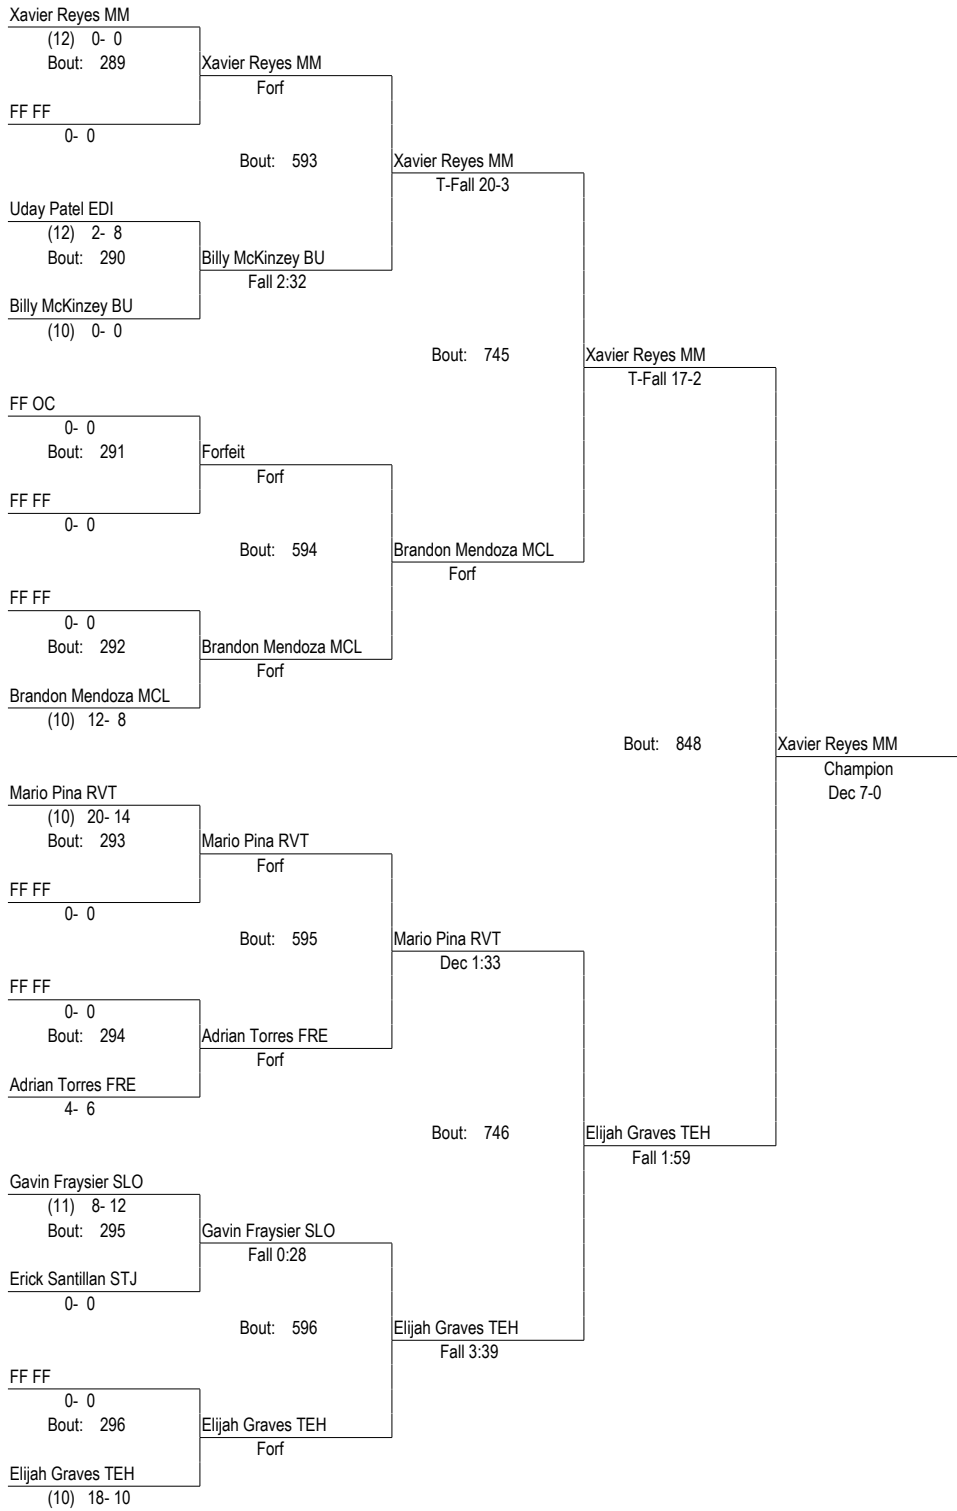 Xavier Reyes MM
(12) 0- 0
Bout: 289
Xavier Reyes MM
Forf
FF FF
0- 0
Bout: 593
Xavier Reyes MM
T-Fall 20-3
Uday Patel EDI
(12) 2- 8
Bout: 290
Billy McKinzey BU
Fall 2:32
Billy McKinzey BU
(10) 0- 0
Bout: 745
Xavier Reyes MM
T-Fall 17-2
FF OC
0- 0
Bout: 291
Forfeit
Forf
FF FF
0- 0
Bout: 594
Brandon Mendoza MCL
Forf
FF FF
0- 0
Bout: 292
Brandon Mendoza MCL
Forf
Brandon Mendoza MCL
(10) 12- 8
Bout: 848
Xavier Reyes MM
Champion
Dec 7-0
Mario Pina RVT
(10) 20- 14
Bout: 293
Mario Pina RVT
Forf
FF FF
0- 0
Bout: 595
Mario Pina RVT
Dec 1:33
FF FF
0- 0
Bout: 294
Adrian Torres FRE
Forf
Adrian Torres FRE
4- 6
Bout: 746
Elijah Graves TEH
Fall 1:59
Gavin Fraysier SLO
(11) 8- 12
Bout: 295
Gavin Fraysier SLO
Fall 0:28
Erick Santillan STJ
0- 0
Bout: 596
Elijah Graves TEH
Fall 3:39
FF FF
0- 0
Bout: 296
Elijah Graves TEH
Forf
Elijah Graves TEH
(10) 18- 10